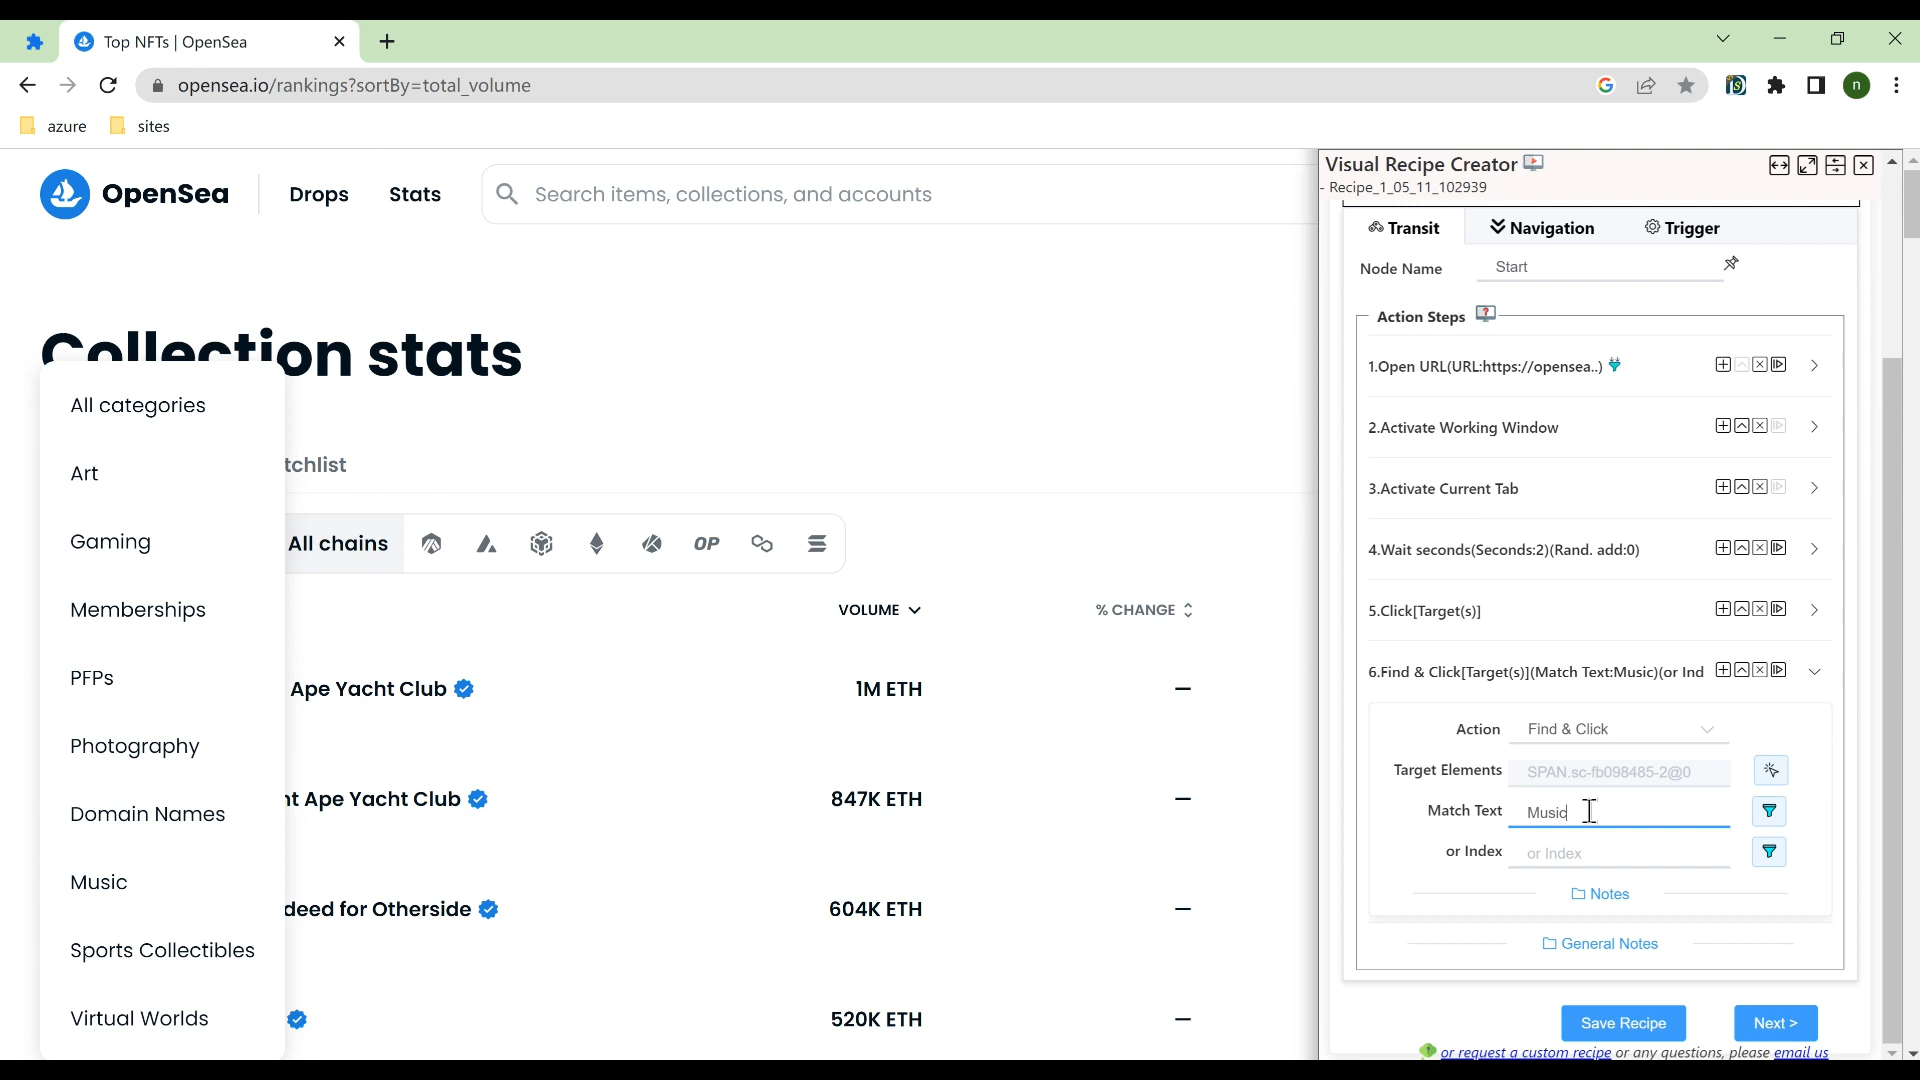 Top NFTs | OpenSea
opensea.io/rankings?sortBy=total_volume
n
azure
sites
OpenSea
Drops
Stats
Search items, collections, and accounts
Collection stats
All categories
Art
Gaming
Memberships
PFPs
Photography
Domain Names
Music
Sports Collectibles
Virtual Worlds
tchlist
All chains
OP
VOLUME
% CHANGE
Ape Yacht Club
1M ETH
—
nt Ape Yacht Club
847K ETH
—
deed for Otherside
604K ETH
—
520K ETH
—
Visual Recipe Creator
- Recipe_1_05_11_102939
Transit
Navigation
Trigger
Node Name
Start
Action Steps
1.Open URL(URL:https://opensea..)
2.Activate Working Window
3.Activate Current Tab
4.Wait seconds(Seconds:2)(Rand. add:0)
5.Click[Target(s)]
6.Find & Click[Target(s)](Match Text:Music)(or Ind
Action
Find & Click
Target Elements
SPAN.sc-fb098485-2@0
Match Text
Music
or Index
or Index
Notes
General Notes
Save Recipe
Next >
or request a custom recipe or any questions, please email us